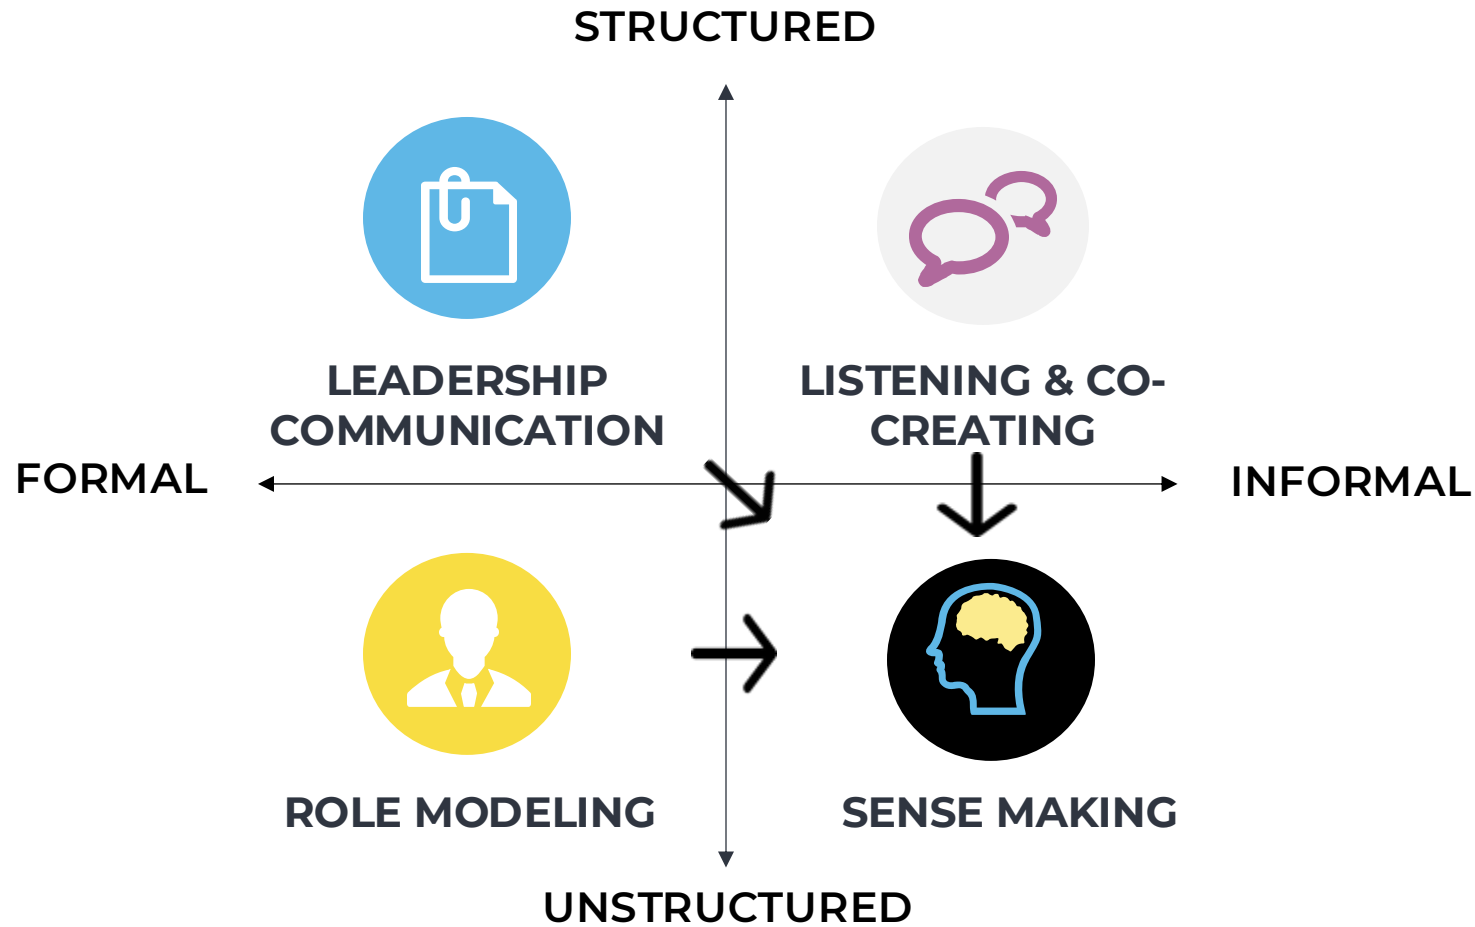 STRUCTURED
LEADERSHIP
COMMUNICATION
LISTENING & CO-
CREATING
FORMAL
INFORMAL
ROLE MODELING
SENSE MAKING
UNSTRUCTURED